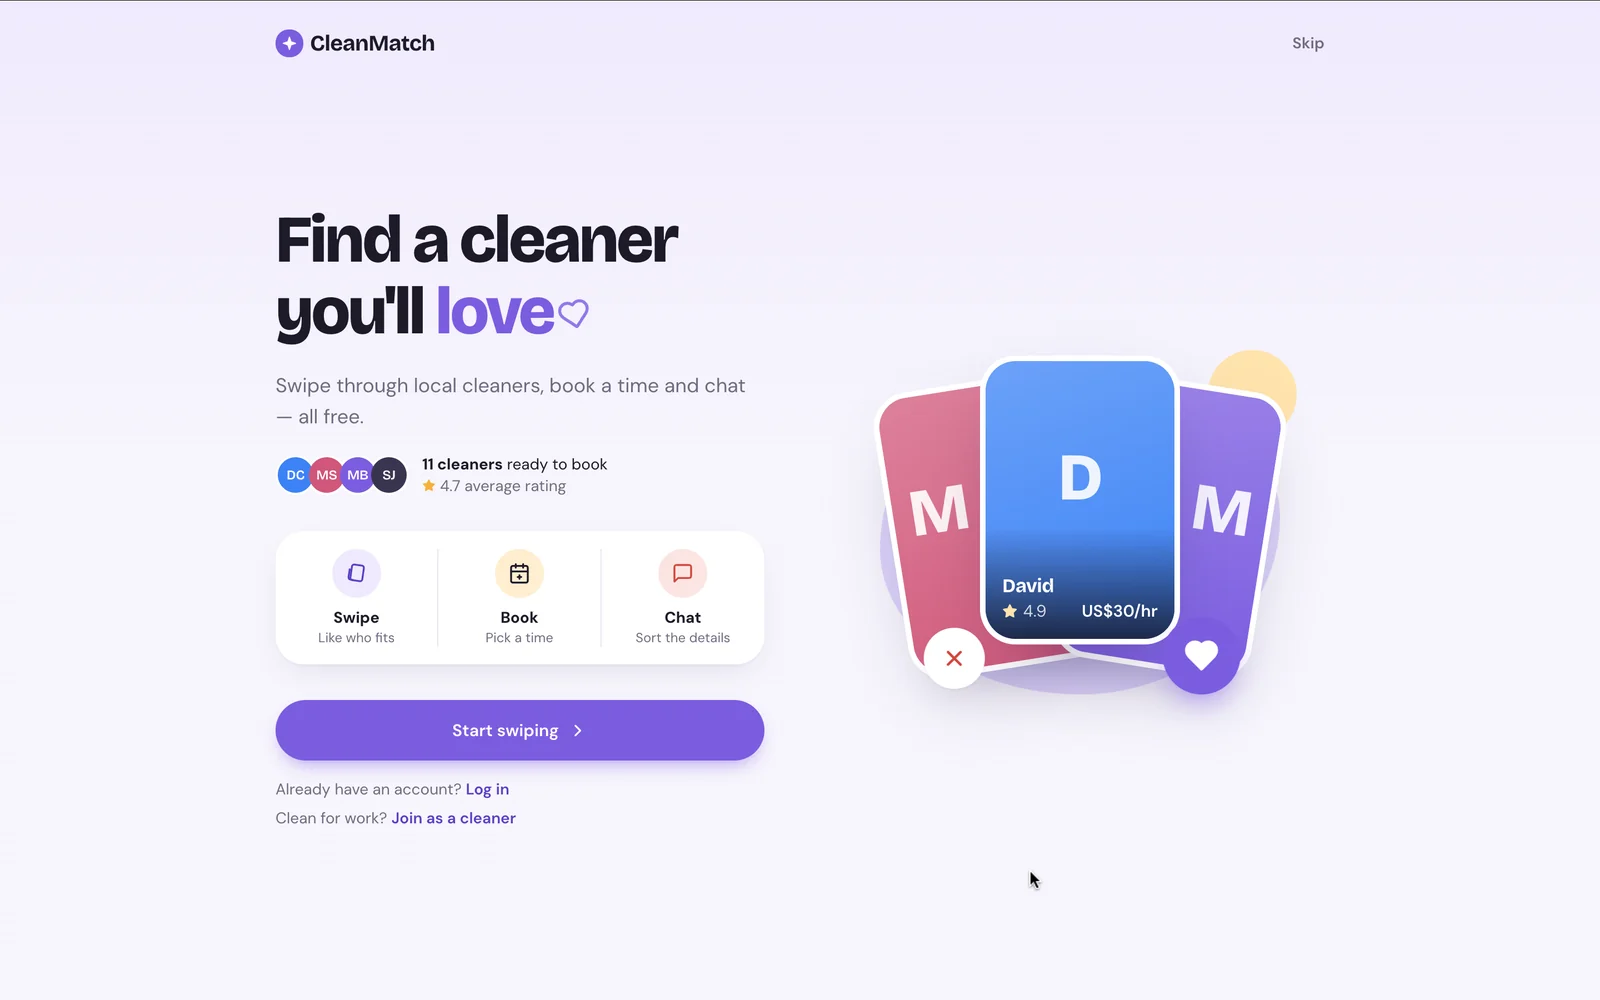 CleanMatch
Skip
Find a cleaner
you'll love
Swipe through local cleaners, book a time and chat
— all free.
DC MS MB SJ
11 cleaners ready to book
4.7 average rating
Swipe
Like who fits
Book
Pick a time
Chat
Sort the details
Start swiping
Already have an account? Log in
Clean for work? Join as a cleaner
M
D
M
David
4.9 US$30/hr